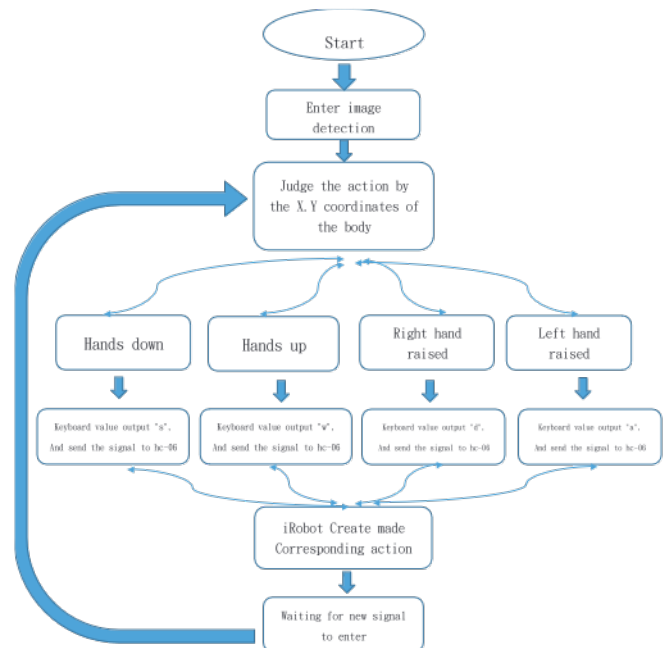 Start
Enter image
detection
Judge the action by
the X.Y coordinates of
the body
Hands down
Hands up
Right hand
raised
Left hand
raised
Keyboard value output "s",
And send the signal to hc-06
Keyboard value output "w",
And send the signal to hc-06
Keyboard value output "d",
And send the signal to hc-06
Keyboard value output "a",
And send the signal to hc-06
iRobot Create made
Corresponding action
Waiting for new signal
to enter